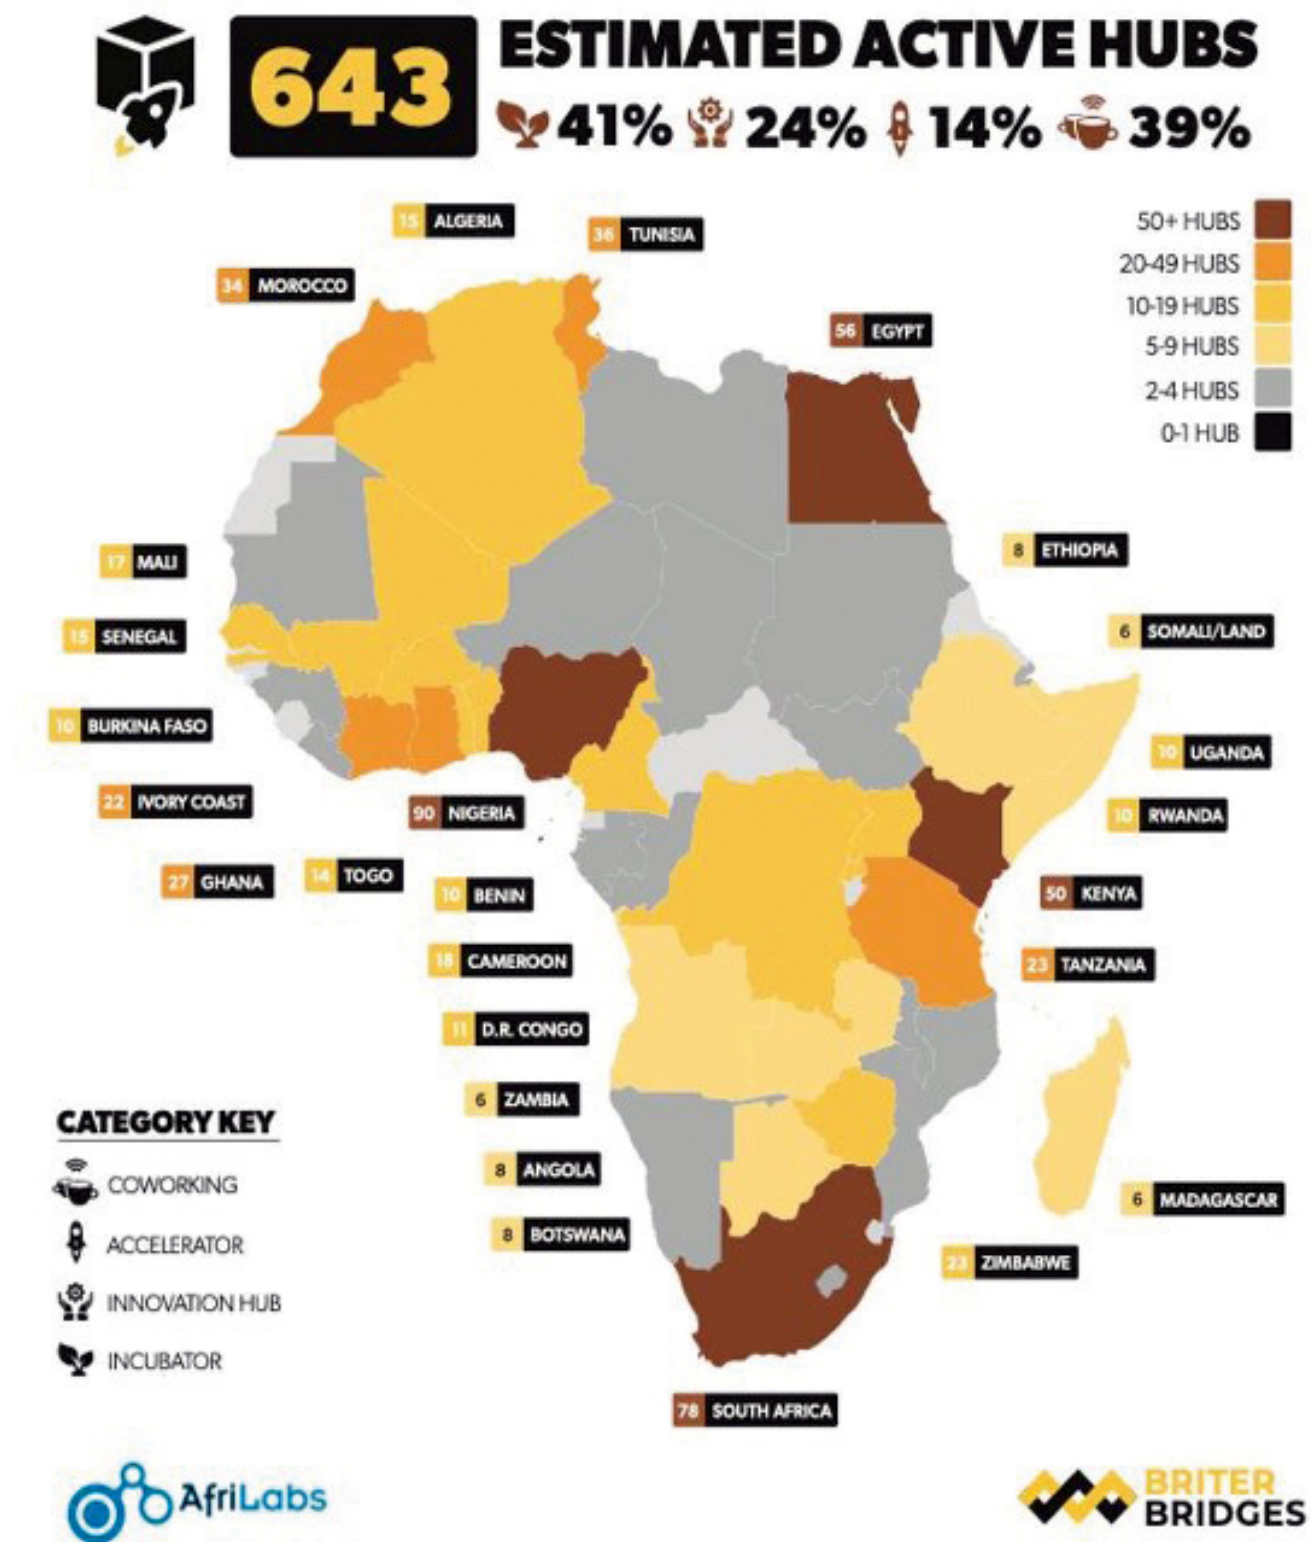 643
ESTIMATED ACTIVE HUBS
41% 24% 14% 39%
15 ALGERIA
36 TUNISIA
34 MOROCCO
56 EGYPT
50+ HUBS
20-49 HUBS
10-19 HUBS
5-9 HUBS
2-4 HUBS
0-1 HUB
17 MALI
8 ETHIOPIA
15 SENEGAL
6 SOMALI/LAND
10 BURKINA FASO
10 UGANDA
22 IVORY COAST
90 NIGERIA
10 RWANDA
27 GHANA
14 TOGO
10 BENIN
50 KENYA
18 CAMEROON
23 TANZANIA
11 D.R. CONGO
6 ZAMBIA
8 ANGOLA
8 BOTSWANA
6 MADAGASCAR
23 ZIMBABWE
78 SOUTH AFRICA
CATEGORY KEY
COWORKING
ACCELERATOR
INNOVATION HUB
INCUBATOR
AfriLabs
BRITER
BRIDGES